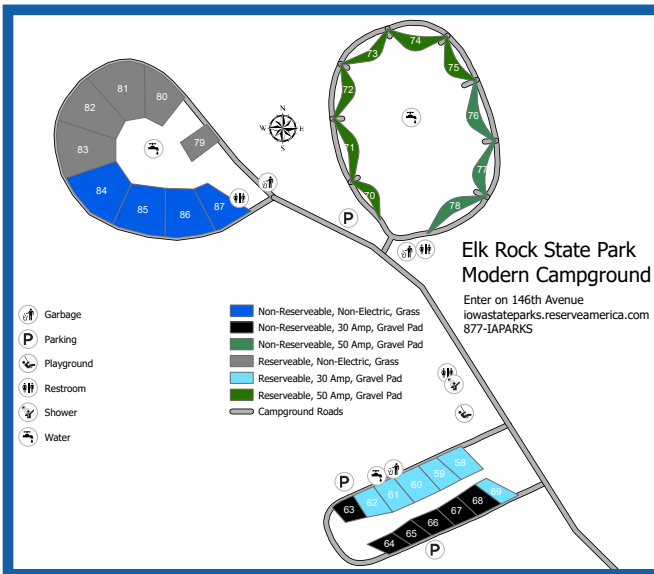 73
74
75
72
76
71
77
70
78
81
80
82
79
83
84
85
86
87
N
W
E
S
P
Elk Rock State Park
Modern Campground
Enter on 146th Avenue
iowastateparks.reserveamerica.com
877-IAPARKS
Garbage
P Parking
Playground
Restroom
Shower
Water
Non-Reserveable, Non-Electric, Grass
Non-Reserveable, 30 Amp, Gravel Pad
Non-Reserveable, 50 Amp, Gravel Pad
Reserveable, Non-Electric, Grass
Reserveable, 30 Amp, Gravel Pad
Reserveable, 50 Amp, Gravel Pad
Campground Roads
P
58
59
60
61
62
63
69
68
67
66
65
64
P